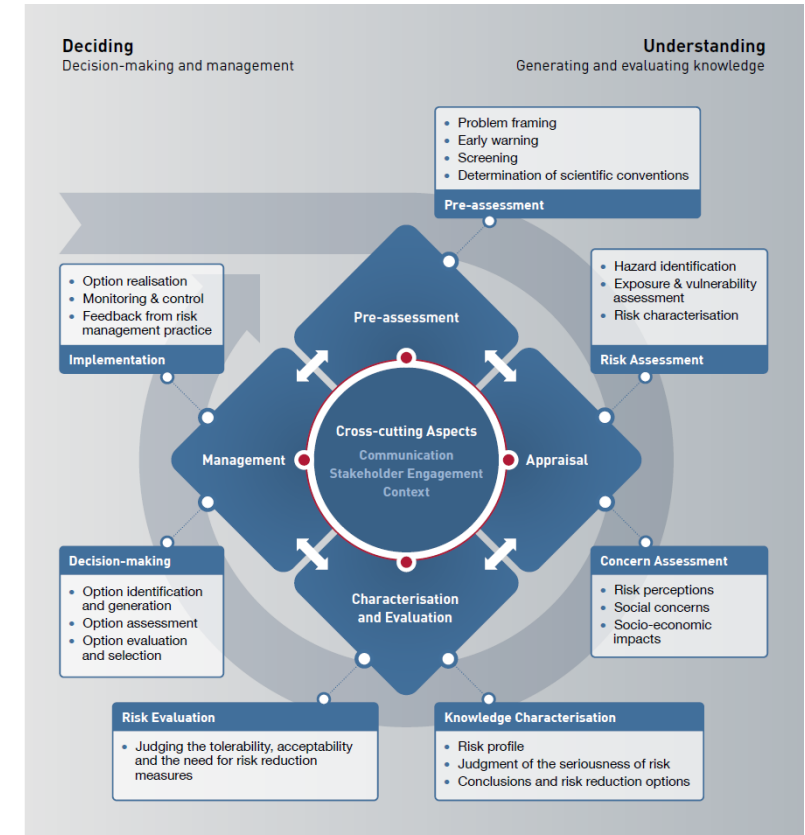 Deciding
Decision-making and management
Understanding
Generating and evaluating knowledge
• Problem framing
• Early warning
• Screening
• Determination of scientific conventions
Pre-assessment
• Option realisation
• Monitoring & control
• Feedback from risk
management practice
Implementation
• Hazard identification
• Exposure & vulnerability
assessment
• Risk characterisation
Risk Assessment
Pre-assessment
Management
Cross-cutting Aspects
Communication
Stakeholder Engagement
Context
Appraisal
Characterisation
and Evaluation
Decision-making
• Option identification
and generation
• Option assessment
• Option evaluation
and selection
Concern Assessment
• Risk perceptions
• Social concerns
• Socio-economic
impacts
Risk Evaluation
• Judging the tolerability, acceptability
and the need for risk reduction
measures
Knowledge Characterisation
• Risk profile
• Judgment of the seriousness of risk
• Conclusions and risk reduction options